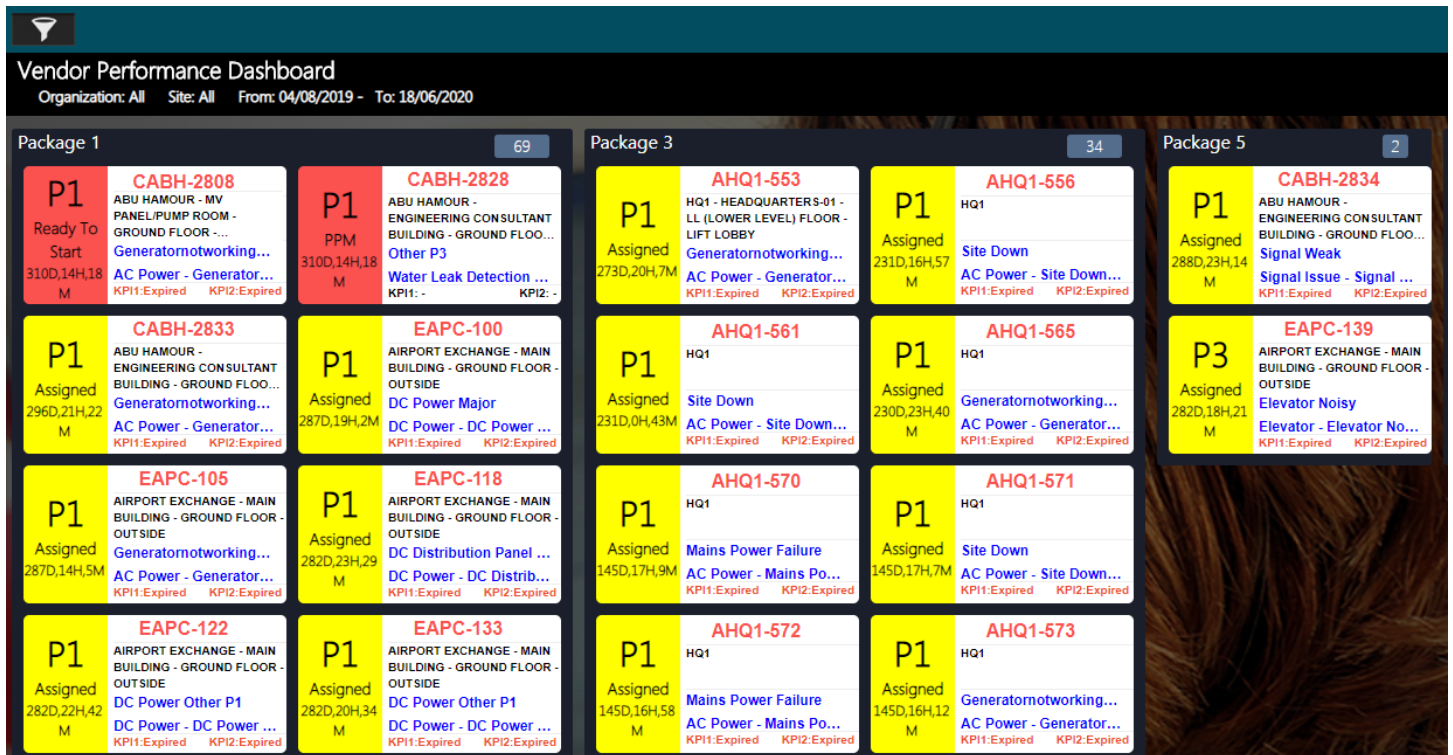 Vendor Performance Dashboard
Organization: All Site: All From: 04/08/2019 - To: 18/06/2020
Package 1
69
P1
Ready To
Start
310D,14H,18
M
CABH-2808
ABU HAMOUR - MV
PANEL/PUMP ROOM -
GROUND FLOOR -...
Generatornotworking...
AC Power - Generator...
KPI1:Expired KPI2:Expired
P1
PPM
310D,14H,18
M
CABH-2828
ABU HAMOUR -
ENGINEERING CONSULTANT
BUILDING - GROUND FLOO...
Other P3
Water Leak Detection ...
KPI1: - KPI2: -
P1
Assigned
296D,21H,22
M
CABH-2833
ABU HAMOUR -
ENGINEERING CONSULTANT
BUILDING - GROUND FLOO...
Generatornotworking...
AC Power - Generator...
KPI1:Expired KPI2:Expired
P1
Assigned
287D,19H,2M
EAPC-100
AIRPORT EXCHANGE - MAIN
BUILDING - GROUND FLOOR -
OUTSIDE
DC Power Major
DC Power - DC Power ...
KPI1:Expired KPI2:Expired
P1
Assigned
287D,14H,5M
EAPC-105
AIRPORT EXCHANGE - MAIN
BUILDING - GROUND FLOOR -
OUTSIDE
Generatornotworking...
AC Power - Generator...
KPI1:Expired KPI2:Expired
P1
Assigned
282D,23H,29
M
EAPC-118
AIRPORT EXCHANGE - MAIN
BUILDING - GROUND FLOOR -
OUTSIDE
DC Distribution Panel ...
DC Power - DC Distrib...
KPI1:Expired KPI2:Expired
P1
Assigned
282D,22H,42
M
EAPC-122
AIRPORT EXCHANGE - MAIN
BUILDING - GROUND FLOOR -
OUTSIDE
DC Power Other P1
DC Power - DC Power ...
KPI1:Expired KPI2:Expired
P1
Assigned
282D,20H,34
M
EAPC-133
AIRPORT EXCHANGE - MAIN
BUILDING - GROUND FLOOR -
OUTSIDE
DC Power Other P1
DC Power - DC Power ...
KPI1:Expired KPI2:Expired
Package 3
34
P1
Assigned
273D,20H,7M
AHQ1-553
HQ1 - HEADQUARTERS-01 -
LL (LOWER LEVEL) FLOOR -
LIFT LOBBY
Generatornotworking...
AC Power - Generator...
KPI1:Expired KPI2:Expired
P1
Assigned
231D,16H,57
M
AHQ1-556
HQ1
Site Down
AC Power - Site Down...
KPI1:Expired KPI2:Expired
P1
Assigned
231D,0H,43M
AHQ1-561
HQ1
Site Down
AC Power - Site Down...
KPI1:Expired KPI2:Expired
P1
Assigned
230D,23H,40
M
AHQ1-565
HQ1
Generatornotworking...
AC Power - Generator...
KPI1:Expired KPI2:Expired
P1
Assigned
145D,17H,9M
AHQ1-570
HQ1
Mains Power Failure
AC Power - Mains Po...
KPI1:Expired KPI2:Expired
P1
Assigned
145D,17H,7M
AHQ1-571
HQ1
Site Down
AC Power - Site Down...
KPI1:Expired KPI2:Expired
P1
Assigned
145D,16H,58
M
AHQ1-572
HQ1
Mains Power Failure
AC Power - Mains Po...
KPI1:Expired KPI2:Expired
P1
Assigned
145D,16H,12
M
AHQ1-573
HQ1
Generatornotworking...
AC Power - Generator...
KPI1:Expired KPI2:Expired
Package 5
2
P1
Assigned
288D,23H,14
M
CABH-2834
ABU HAMOUR -
ENGINEERING CONSULTANT
BUILDING - GROUND FLOO...
Signal Weak
Signal Issue - Signal ...
KPI1:Expired KPI2:Expired
P3
Assigned
282D,18H,21
M
EAPC-139
AIRPORT EXCHANGE - MAIN
BUILDING - GROUND FLOOR -
OUTSIDE
Elevator Noisy
Elevator - Elevator No...
KPI1:Expired KPI2:Expired